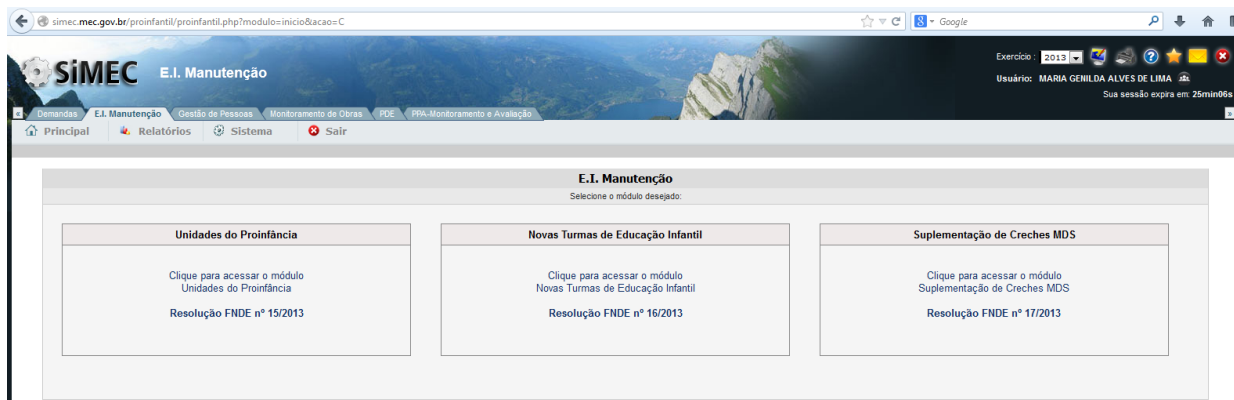 simec.mec.gov.br/proinfantil/proinfantil.php?modulo=inicio&acao=C
Google
SiMEC
E.I. Manutenção
Exercício : 2013
Usuário: MARIA GENILDA ALVES DE LIMA
Sua sessão expira em: 25min06s
Demandas E.I. Manutenção Gestão de Pessoas Monitoramento de Obras PDE PPA-Monitoramento e Avaliação
Principal Relatórios Sistema Sair
E.I. Manutenção
Selecione o módulo desejado:
Unidades do Proinfância
Clique para acessar o módulo
Unidades do Proinfância
Resolução FNDE nº 15/2013
Novas Turmas de Educação Infantil
Clique para acessar o módulo
Novas Turmas de Educação Infantil
Resolução FNDE nº 16/2013
Suplementação de Creches MDS
Clique para acessar o módulo
Suplementação de Creches MDS
Resolução FNDE nº 17/2013